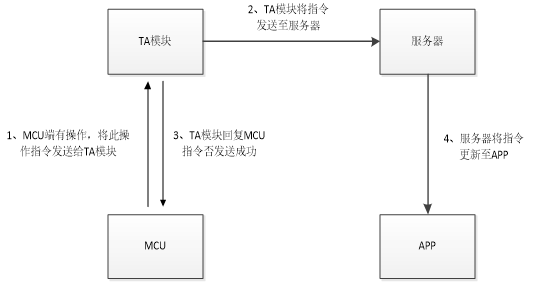 2、TA模块将指令
发送至服务器
TA模块
服务器
1、MCU端有操作，将此操
作指令发送给TA模块
3、TA模块回复MCU
指令否发送成功
4、服务器将指令
更新至APP
MCU
APP